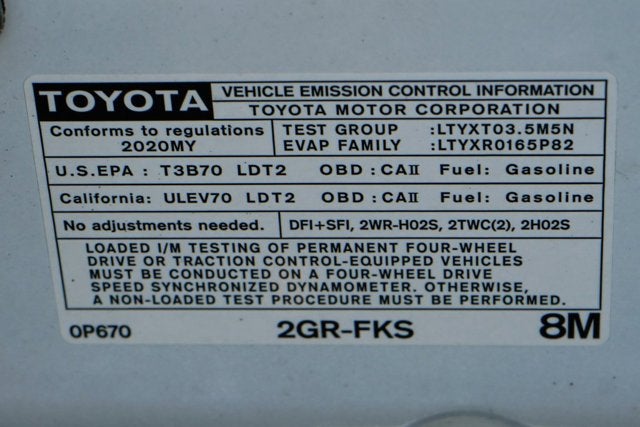 TOYOTA
VEHICLE EMISSION CONTROL INFORMATION
TOYOTA MOTOR CORPORATION
Conforms to regulations
2020MY
TEST GROUP :LTYXT03.5M5N
EVAP FAMILY :LTYXR0165P82
U.S.EPA : T3B70 LDT2 OBD : CAII Fuel: Gasoline
California: ULEV70 LDT2 OBD : CAII Fuel: Gasoline
No adjustments needed. DFI+SFI, 2WR-HO2S, 2TWC(2), 2HO2S
LOADED I/M TESTING OF PERMANENT FOUR-WHEEL
DRIVE OR TRACTION CONTROL-EQUIPPED VEHICLES
MUST BE CONDUCTED ON A FOUR-WHEEL DRIVE
SPEED SYNCHRONIZED DYNAMOMETER. OTHERWISE,
A NON-LOADED TEST PROCEDURE MUST BE PERFORMED.
0P670 2GR-FKS 8M